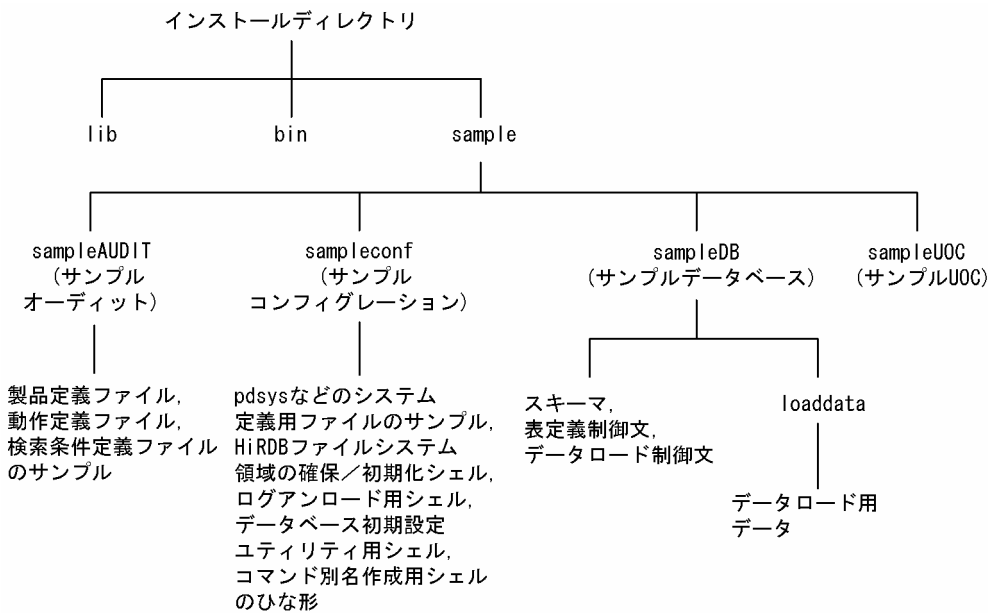 インストールディレクトリ
lib
bin
sample
sampleAUDIT
(サンプル
オーディット)
sampleconf
(サンプル
コンフィグレーション)
sampleDB
(サンプルデータベース)
sampleUOC
(サンプルUOC)
製品定義ファイル,
動作定義ファイル,
検索条件定義ファイル
のサンプル
pdsysなどのシステム
定義用ファイルのサンプル,
HiRDBファイルシステム
領域の確保／初期化シェル,
ログアンロード用シェル,
データベース初期設定
ユティリティ用シェル,
コマンド別名作成用シェル
のひな形
スキーマ,
表定義制御文,
データロード制御文
loaddata
データロード用
データ